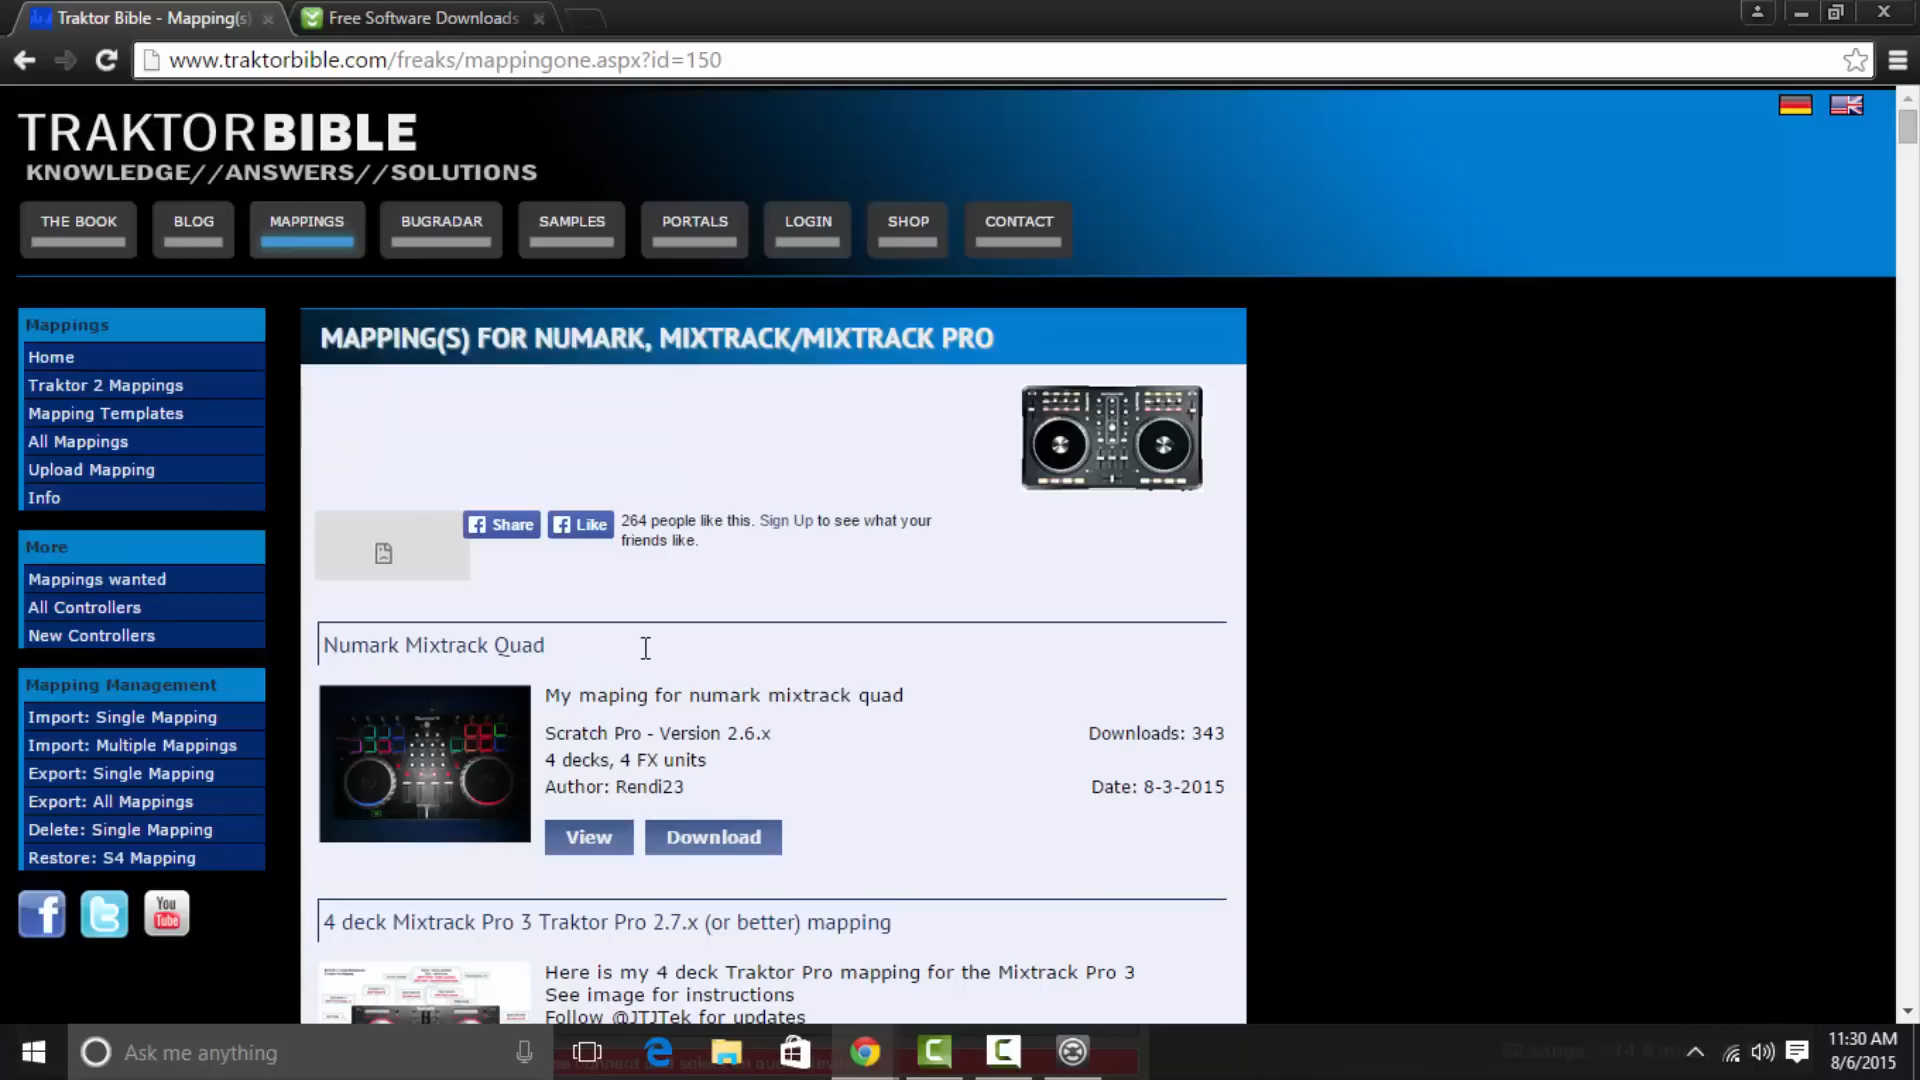 Traktor Bible - Mapping(s)
Free Software Downloads
www.traktorbible.com/freaks/mappingone.aspx?id=150
TRAKTORBIBLE
KNOWLEDGE//ANSWERS//SOLUTIONS
THE BOOK
BLOG
MAPPINGS
BUGRADAR
SAMPLES
PORTALS
LOGIN
SHOP
CONTACT
Mappings
Home
Traktor 2 Mappings
Mapping Templates
All Mappings
Upload Mapping
Info
More
Mappings wanted
All Controllers
New Controllers
Mapping Management
Import: Single Mapping
Import: Multiple Mappings
Export: Single Mapping
Export: All Mappings
Delete: Single Mapping
Restore: S4 Mapping
You
Tube
MAPPING(S) FOR NUMARK, MIXTRACK/MIXTRACK PRO
Share
Like
264 people like this. Sign Up to see what your
friends like.
Numark Mixtrack Quad
My maping for numark mixtrack quad
Scratch Pro - Version 2.6.x
Downloads: 343
4 decks, 4 FX units
Author: Rendi23
Date: 8-3-2015
View
Download
4 deck Mixtrack Pro 3 Traktor Pro 2.7.x (or better) mapping
Here is my 4 deck Traktor Pro mapping for the Mixtrack Pro 3
See image for instructions
Follow @JTJTek for updates
Ask me anything
11:30 AM
8/6/2015